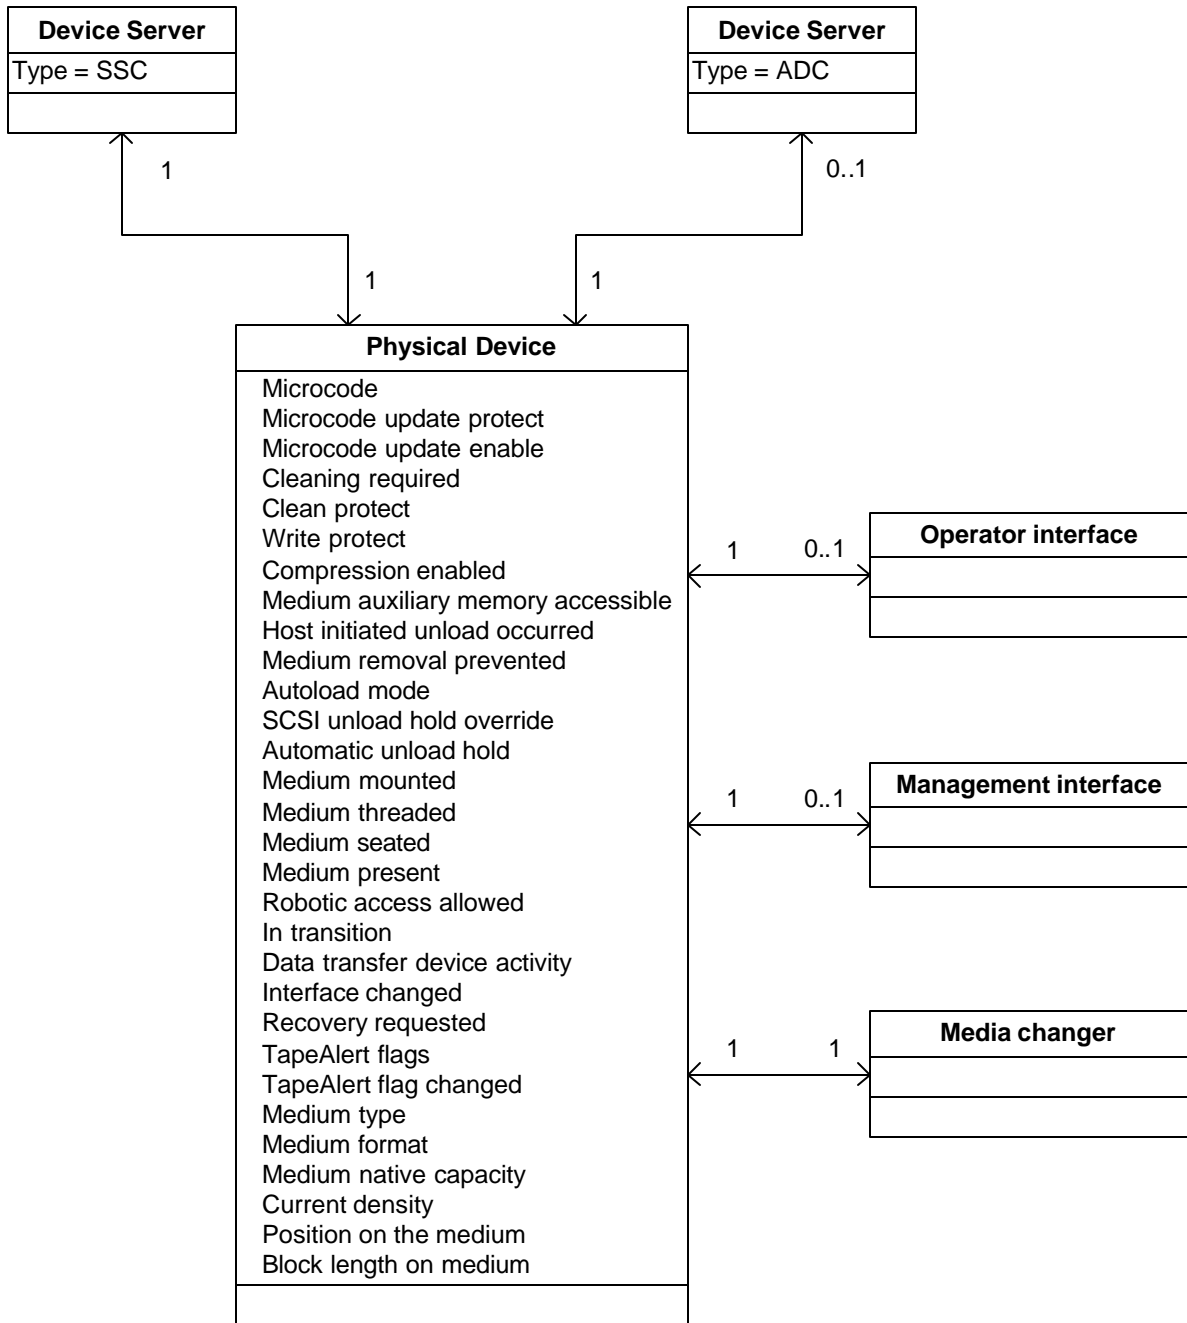 Device Server
Type = SSC
1
Device Server
Type = ADC
0..1
1
1
Physical Device
Microcode
Microcode update protect
Microcode update enable
Cleaning required
Clean protect
Write protect
Compression enabled
Medium auxiliary memory accessible
Host initiated unload occurred
Medium removal prevented
Autoload mode
SCSI unload hold override
Automatic unload hold
Medium mounted
Medium threaded
Medium seated
Medium present
Robotic access allowed
In transition
Data transfer device activity
Interface changed
Recovery requested
TapeAlert flags
TapeAlert flag changed
Medium type
Medium format
Medium native capacity
Current density
Position on the medium
Block length on medium
1
0..1
Operator interface
1
0..1
Management interface
1
1
Media changer